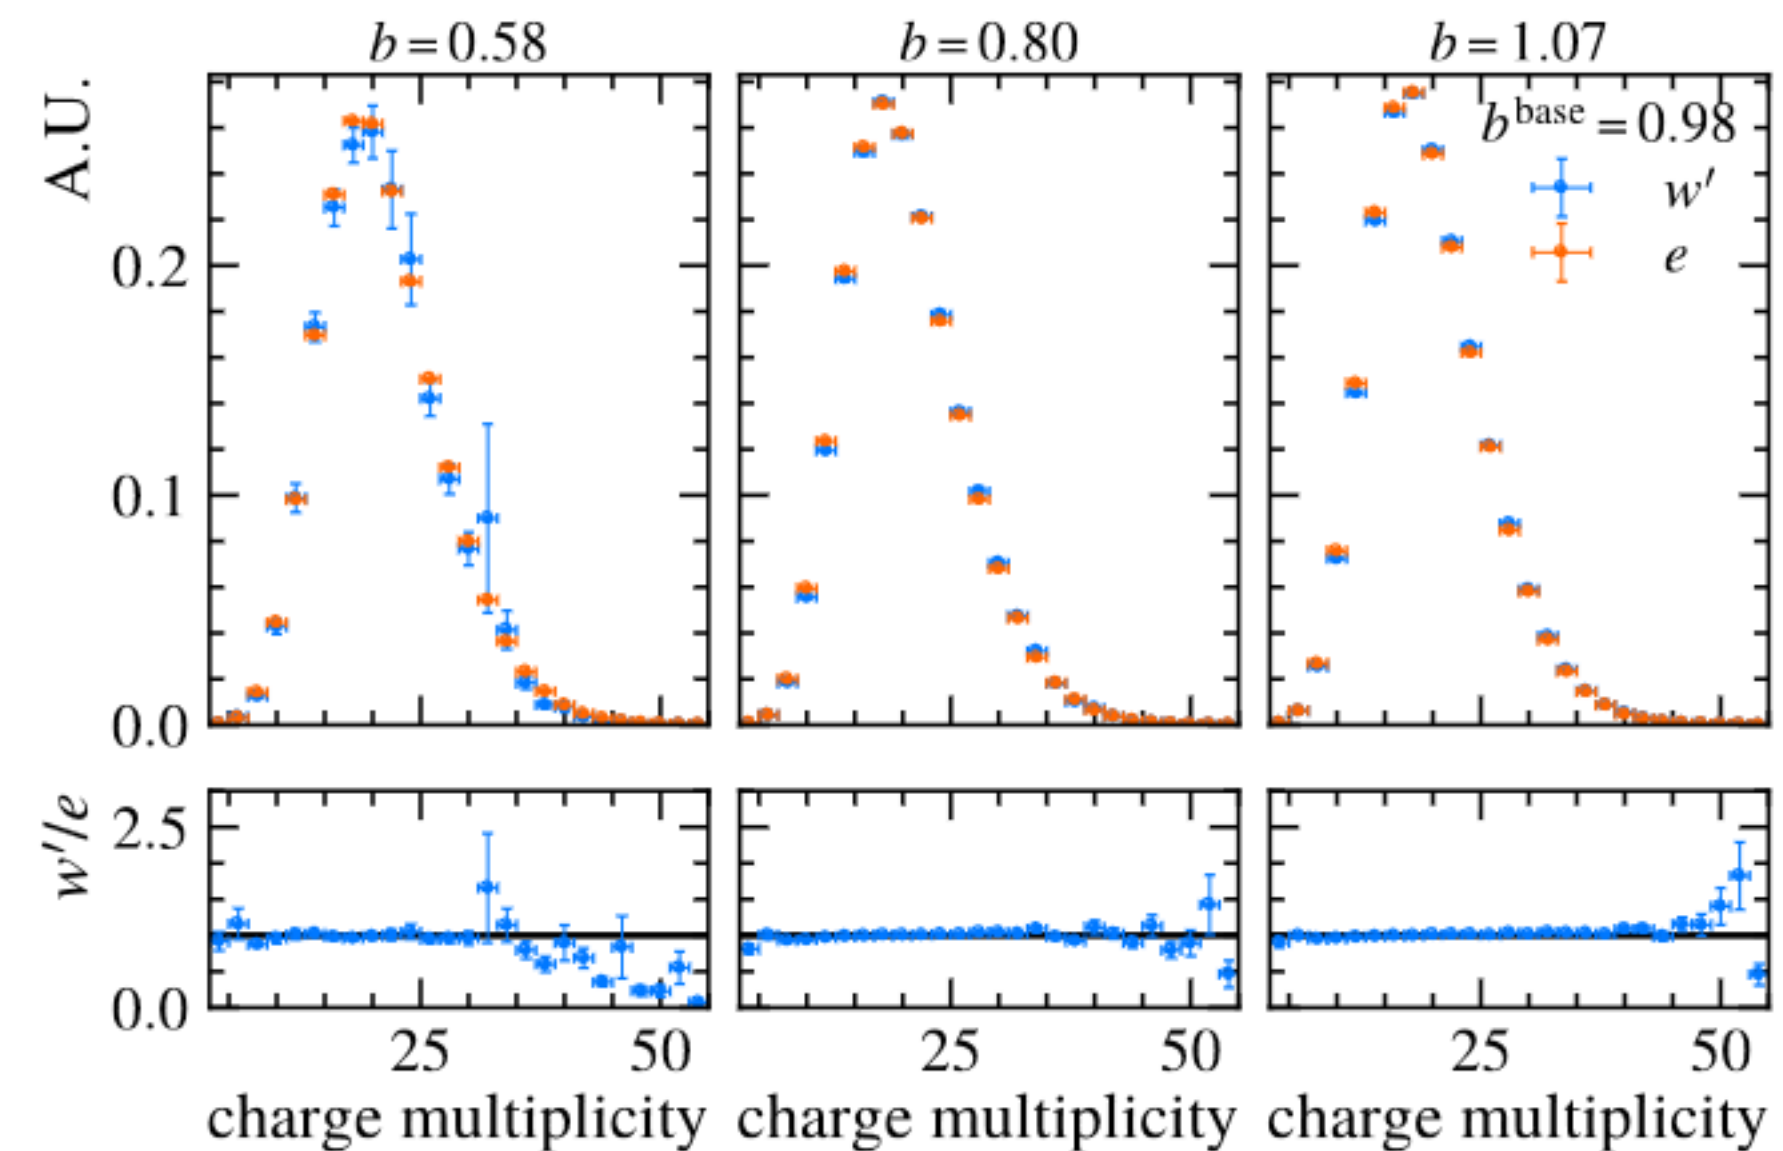 b = 0.58
b = 0.80
b = 1.07
A.U.
b^base = 0.98
w′
e
0.2
0.1
0.0
w′/e
2.5
0.0
25 50
25 50
25 50
charge multiplicity
charge multiplicity
charge multiplicity